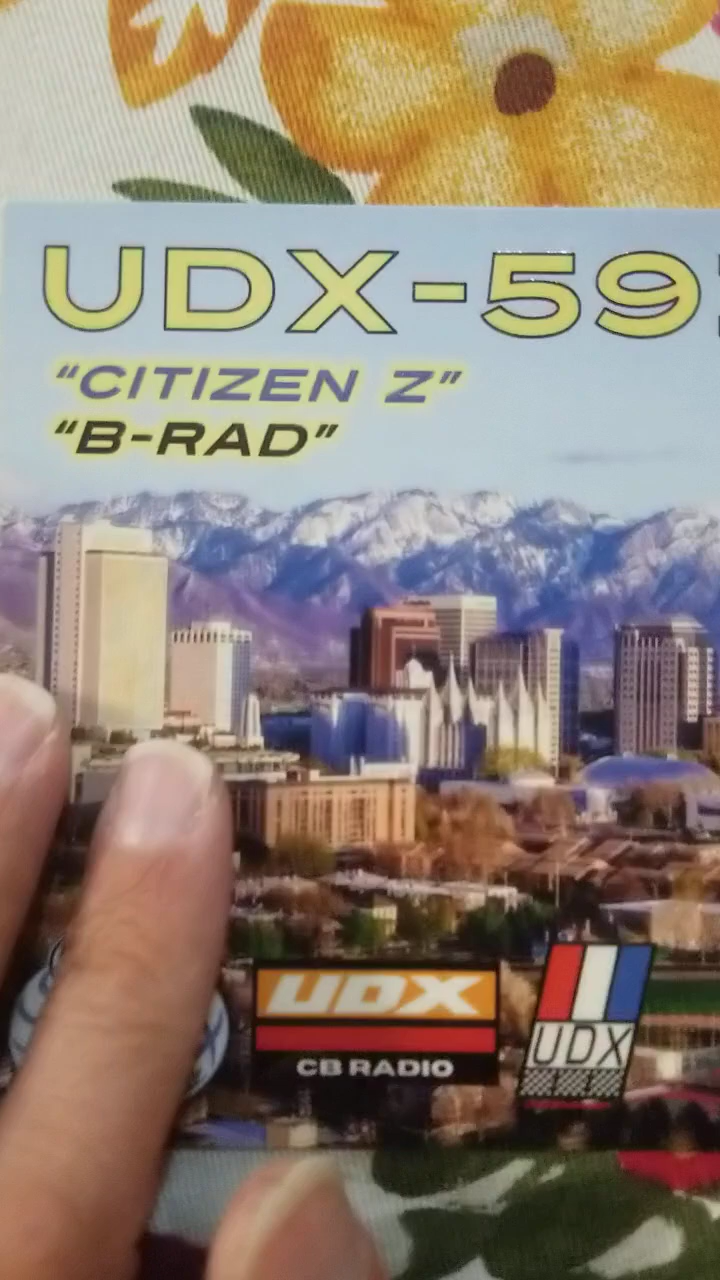 UDX-59
“CITIZEN Z”
“B-RAD”
UDX
CB RADIO
UDX